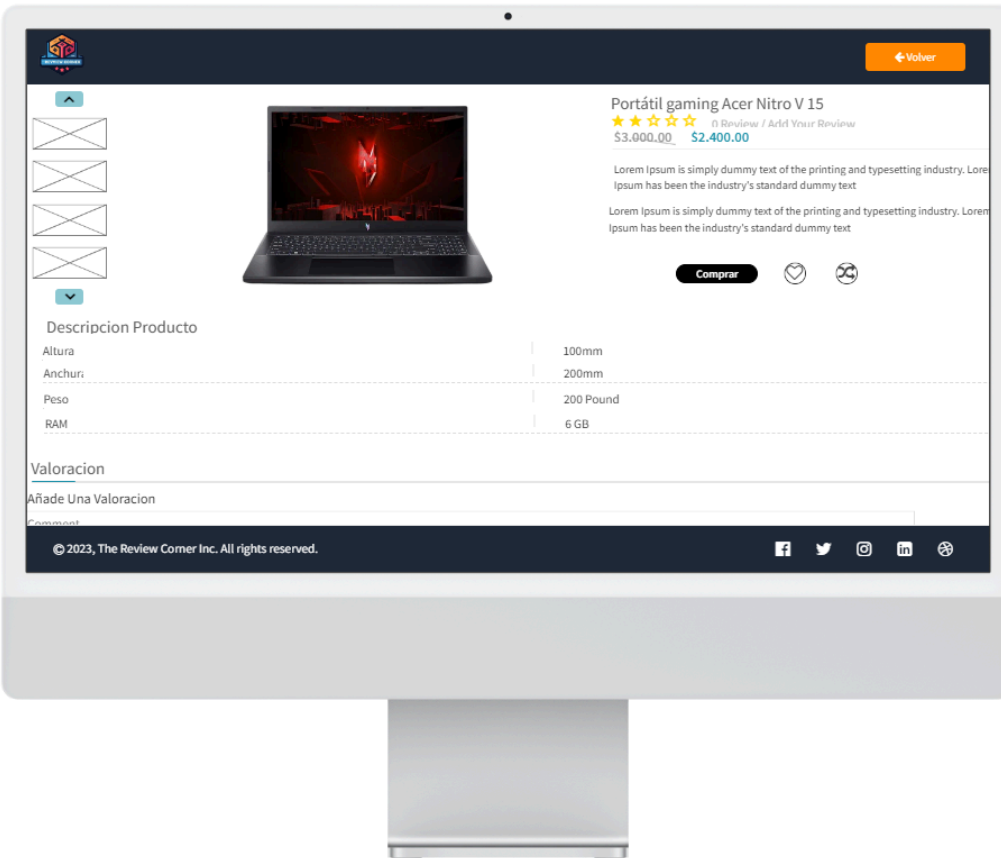 REVIEW CORNER
Volver
Portátil gaming Acer Nitro V 15
0 Review / Add Your Review
$3.000.00 $2.400.00
Lorem Ipsum is simply dummy text of the printing and typesetting industry. Lore
Ipsum has been the industry's standard dummy text
Lorem Ipsum is simply dummy text of the printing and typesetting industry. Lorem
Ipsum has been the industry's standard dummy text
Comprar
Descripcion Producto
Altura 100mm
Anchura 200mm
Peso 200 Pound
RAM 6 GB
Valoracion
Añade Una Valoracion
Comment
© 2023, The Review Corner Inc. All rights reserved.